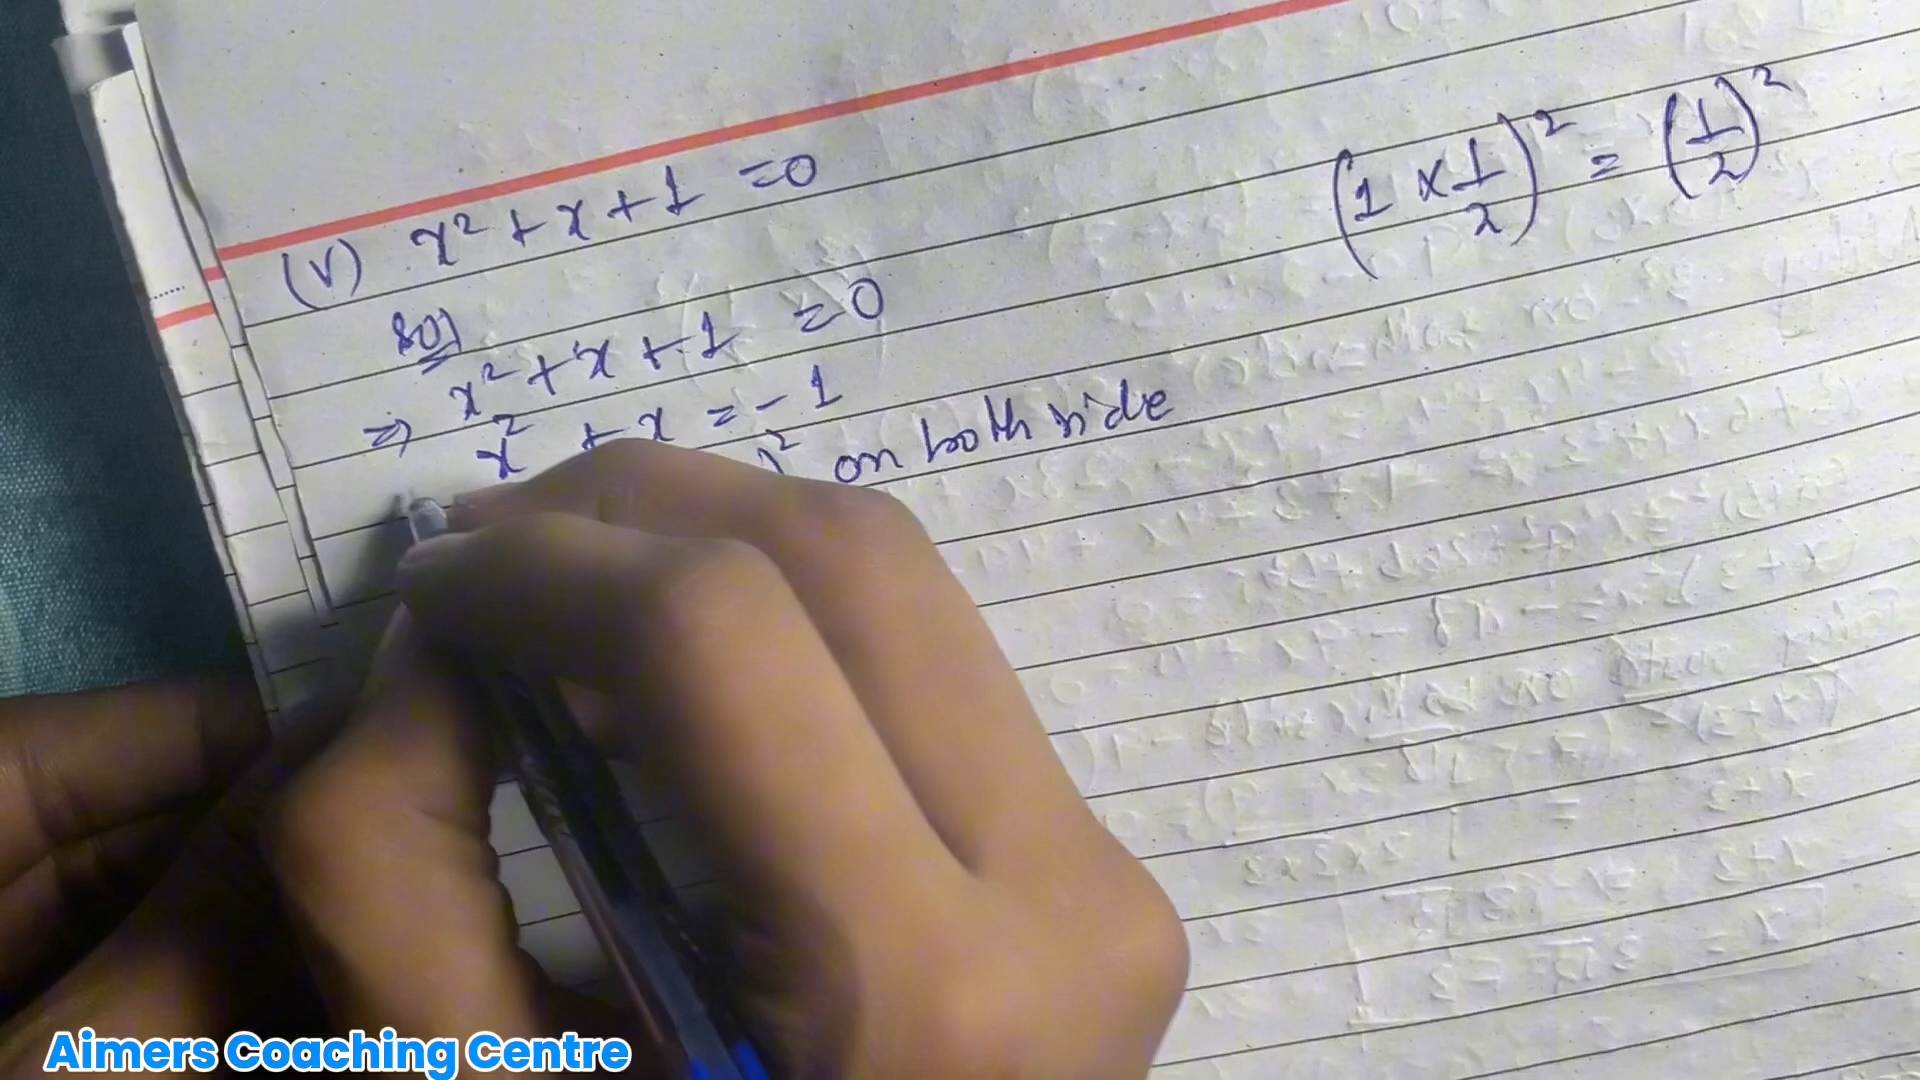 (V) x² + x + 1 = 0
(1 × 1/2)² = (1/2)²
Sol
x² + x + 1 = 0
⇒ x² + x = - 1
)² on both side
Aimers Coaching Centre